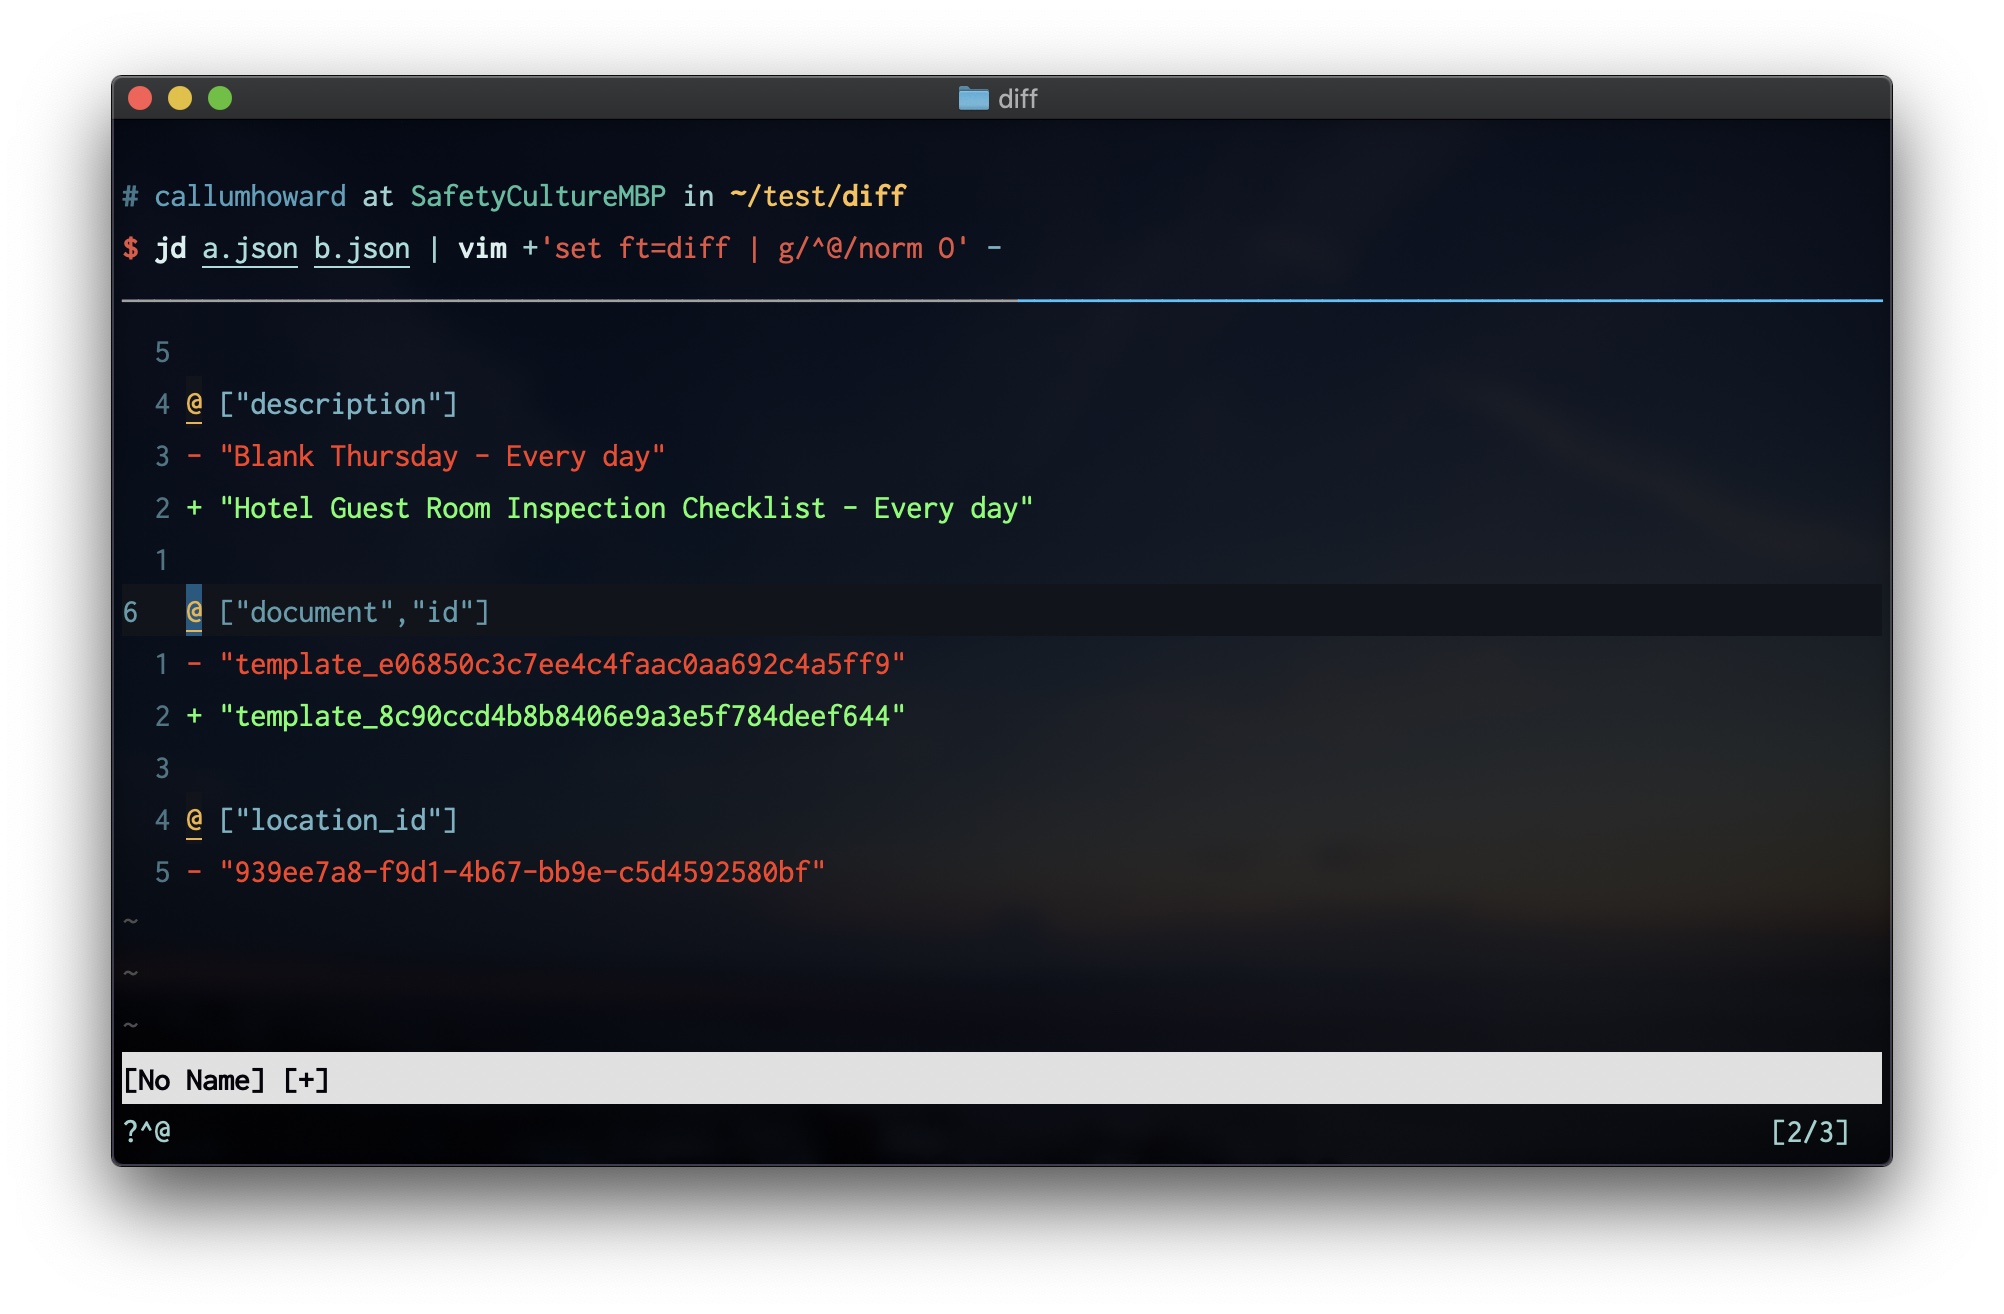 diff
# callumhoward at SafetyCultureMBP in ~/test/diff
$ jd a.json b.json | vim +'set ft=diff | g/^@/norm O' -
5
4 @ ["description"]
3 - "Blank Thursday - Every day"
2 + "Hotel Guest Room Inspection Checklist - Every day"
1
6 @ ["document","id"]
1 - "template_e06850c3c7ee4c4faac0aa692c4a5ff9"
2 + "template_8c90ccd4b8b8406e9a3e5f784deef644"
3
4 @ ["location_id"]
5 - "939ee7a8-f9d1-4b67-bb9e-c5d4592580bf"
~
~
~
[No Name] [+]
?^@ [2/3]